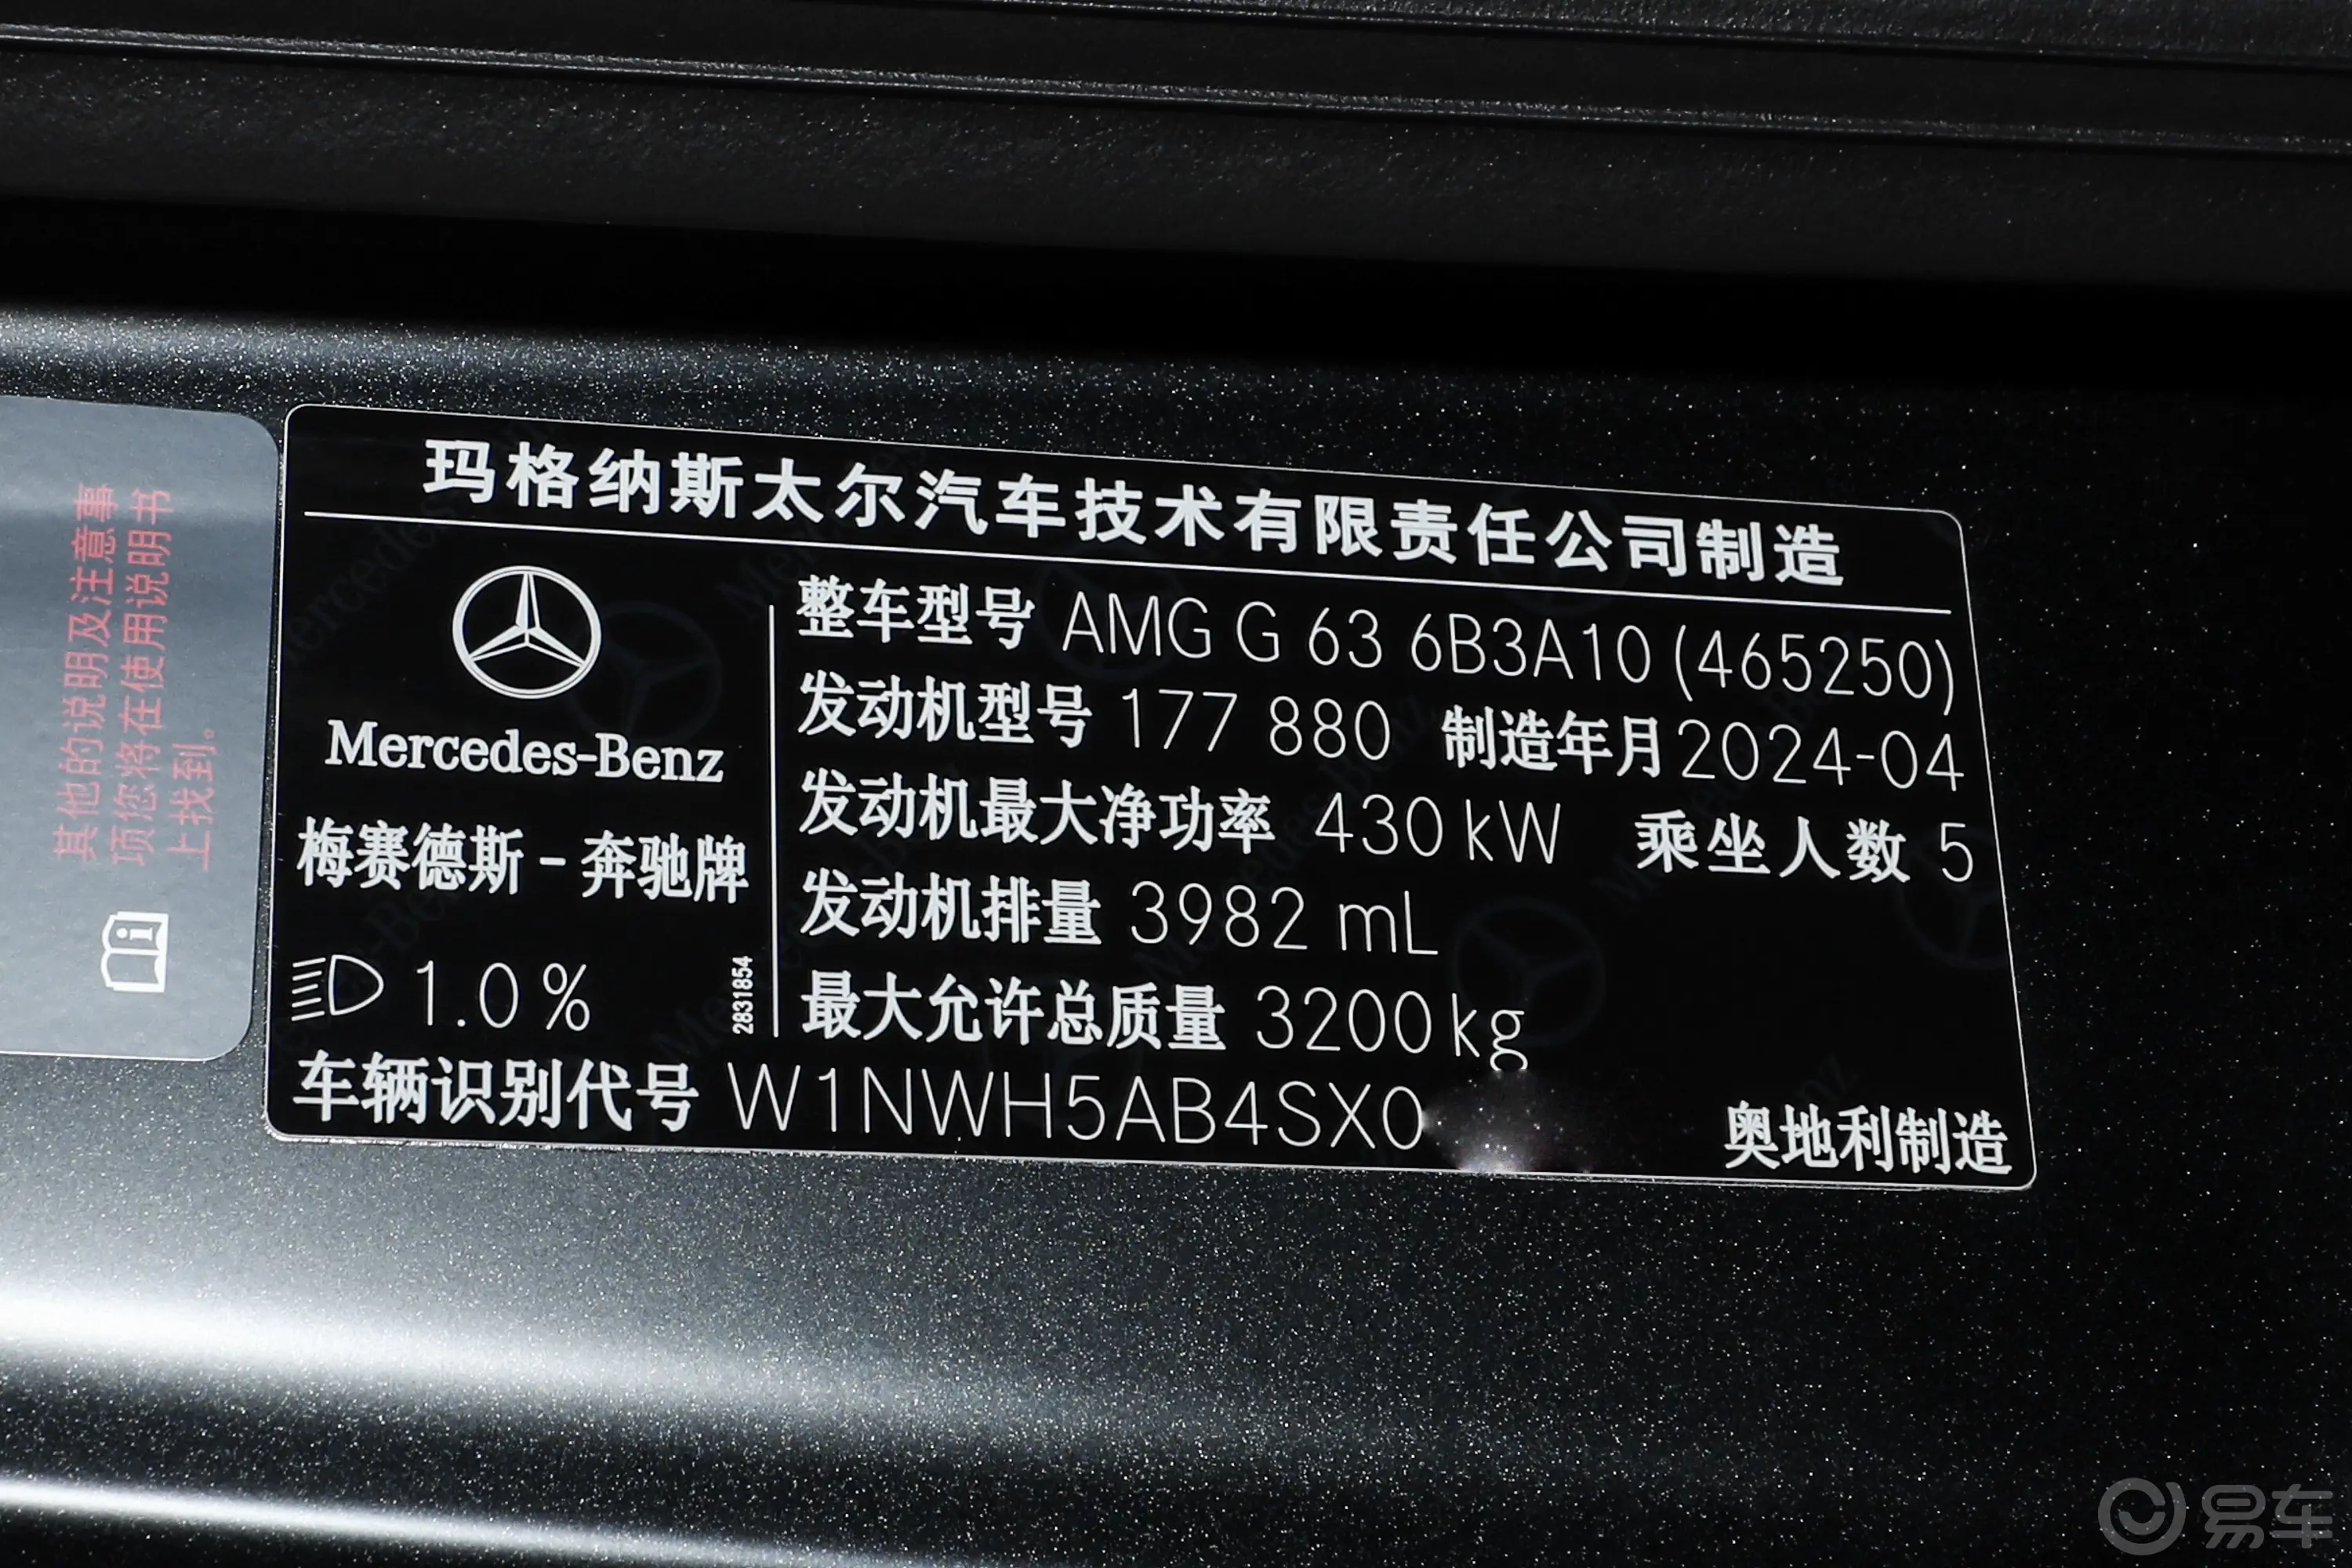 其他的说明及注意事
项您将在使用说明书
上找到。
玛格纳斯太尔汽车技术有限责任公司制造
Mercedes-Benz
梅赛德斯-奔驰牌
1.0%
2831854
整车型号 AMG G 63 6B3A10 (465250)
发动机型号 177 880 制造年月 2024-04
发动机最大净功率 430 kW 乘坐人数 5
发动机排量 3982 mL
最大允许总质量 3200 kg
车辆识别代号 W1NWH5AB4SX0
奥地利制造
易车